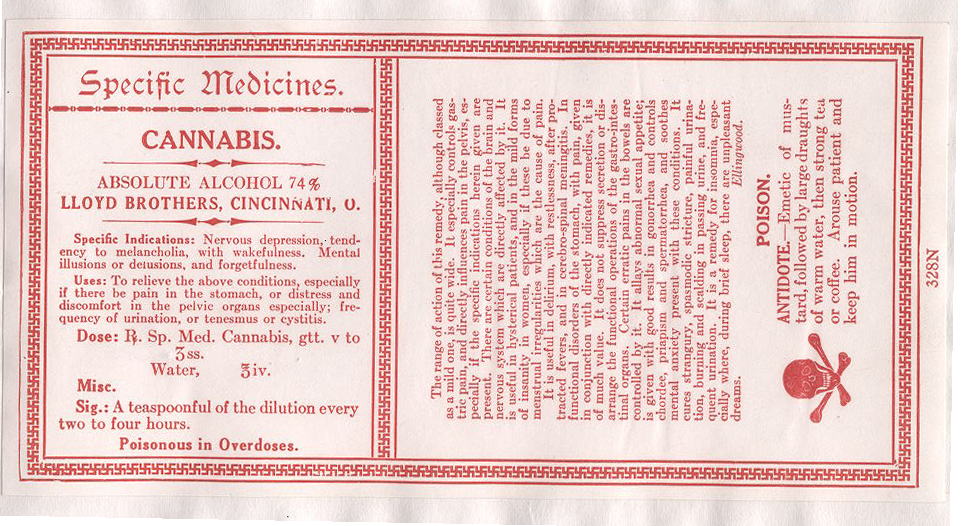 Specific Medicines.
CANNABIS.
ABSOLUTE ALCOHOL 74%
LLOYD BROTHERS, CINCINNATI, O.
Specific Indications: Nervous depression, tend-
ency to melancholia, with wakefulness. Mental
illusions or delusions, and forgetfulness.
Uses: To relieve the above conditions, especially
if there be pain in the stomach, or distress and
discomfort in the pelvic organs especially; fre-
quency of urination, or tenesmus or cystitis.
Dose: ℞. Sp. Med. Cannabis, gtt. v to
ʒss.
Water, ℥iv.
Misc.
Sig.: A teaspoonful of the dilution every
two to four hours.
Poisonous in Overdoses.
The range of action of this remedy, although classed
as a mild one, is quite wide. It especially controls gas-
tric pain, and directly influences pain in the pelvis, es-
pecially if the specific indications herein given are
present. There are certain conditions of the brain and
nervous system which are directly affected by it. It
is useful in hysterical patients, and in the mild forms
of insanity in women, especially if these be due to
menstrual irregularities which are the cause of pain.
It is useful in delirium, with restlessness, after pro-
tracted fevers, and in cerebro-spinal meningitis. In
functional disorders of the stomach, with pain, given
in conjunction with directly indicated remedies, it is
of much value. It does not suppress secretion or dis-
arrange the functional operations of the gastro-intes-
tinal organs. Certain erratic pains in the bowels are
controlled by it. It allays abnormal sexual appetite;
is given with good results in gonorrhea and controls
chordee, priapism and spermatorrhea, and soothes
mental anxiety present with these conditions. It
cures strangury, spasmodic stricture, painful urina-
tion, burning and scalding in passing urine, and fre-
quent urination. It is a remedy for insomnia, espe-
cially where, during brief sleep, there are unpleasant
dreams. Ellingwood.
POISON.
ANTIDOTE.—Emetic of mus-
tard, followed by large draughts
of warm water, then strong tea
or coffee. Arouse patient and
keep him in motion.
328N